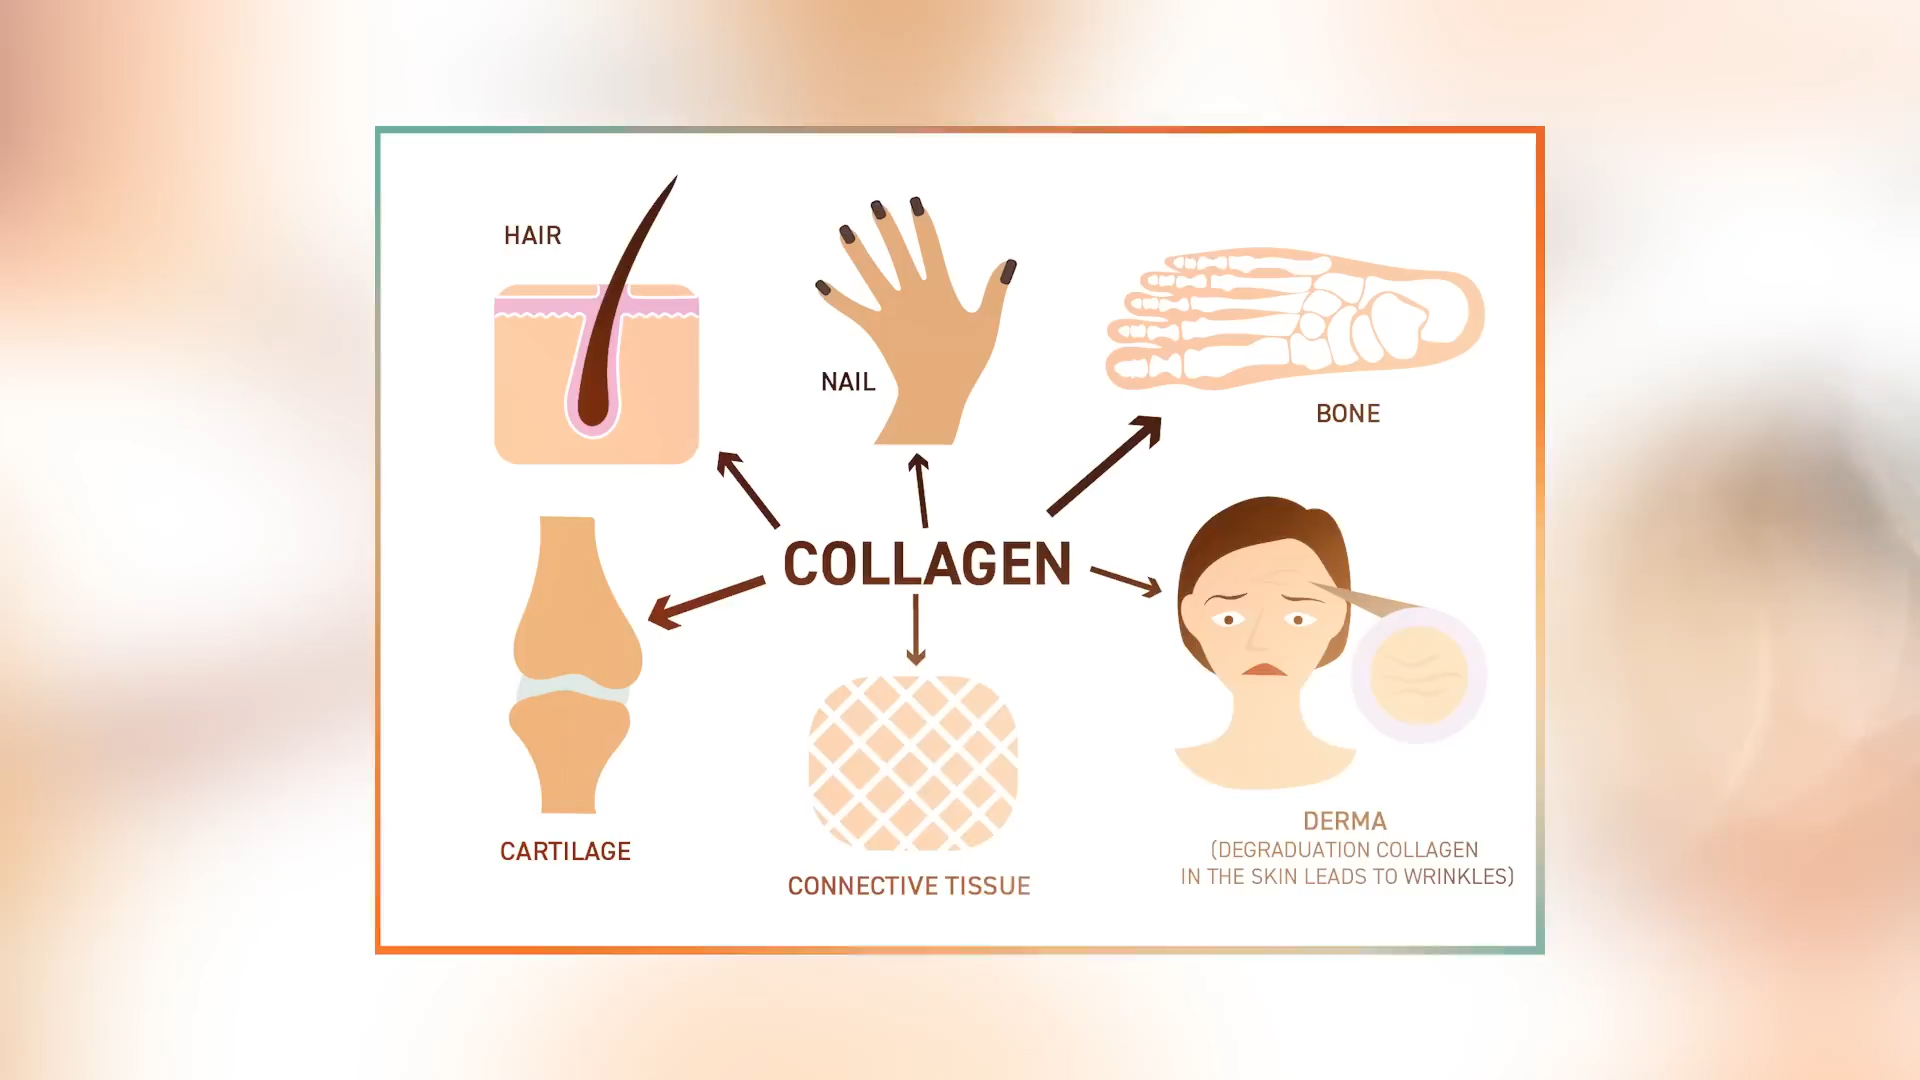 HAIR
NAIL
BONE
COLLAGEN
CARTILAGE
CONNECTIVE TISSUE
DERMA
(DEGRADUATION COLLAGEN
IN THE SKIN LEADS TO WRINKLES)